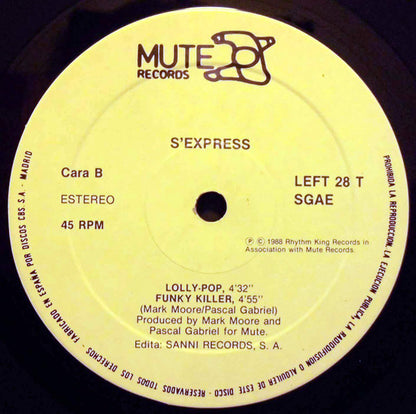 MUTE
RECORDS
S'EXPRESS
Cara B
ESTEREO
45 RPM
LEFT 28 T
SGAE
℗ © 1988 Rhythm King Records in
Association with Mute Records.
LOLLY-POP, 4'32"
FUNKY KILLER, 4'55"
(Mark Moore/Pascal Gabriel)
Produced by Mark Moore and
Pascal Gabriel for Mute.
Edita: SANNI RECORDS, S. A.
PROHIBIDA LA REPRODUCCION, LA EJECUCION PUBLICA, LA RADIODIFUSION O ALQUILER DE ESTE DISCO - RESERVADOS TODOS LOS DERECHOS - FABRICADO EN ESPAÑA POR DISCOS CBS. S.A. - MADRID